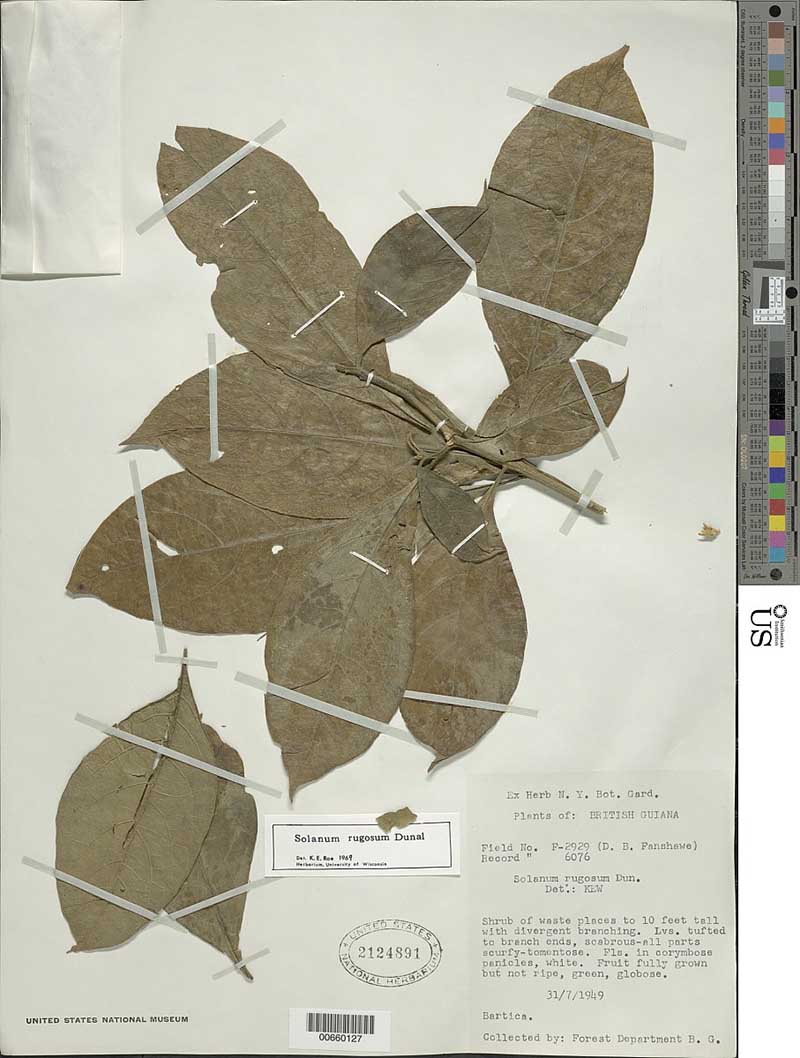 Ex Herb N. Y. Bot. Gard.
Plants of: BRITISH GUIANA
Field No. F-2929 (D. B. Fanshawe)
Record " 6076
Solanum rugosum Dun.
Det.: KEW
Shrub of waste places to 10 feet tall
with divergent branching. Lvs. tufted
to branch ends, scabrous-all parts
scurfy-tomentose. Fls. in corymbose
panicles, white. Fruit fully grown
but not ripe, green, globose.
31/7/1949
Bartica.
Collected by: Forest Department B. G.
Solanum rugosum Dunal
Det. K. E. Roe 1969
Herbarium, University of Wisconsin
UNITED STATES
2124891
NATIONAL HERBARIUM
UNITED STATES NATIONAL MUSEUM
00660127
Smithsonian
Institution
US
Golden Thread